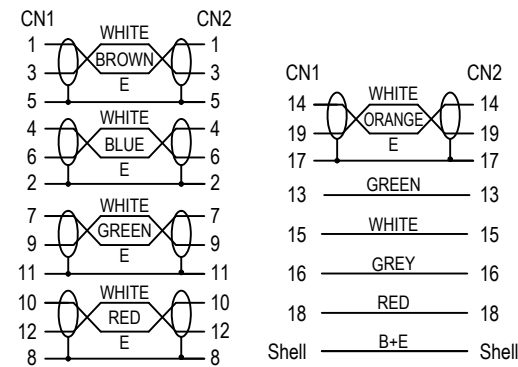 CN1 CN2
1 WHITE 1
BROWN
3 3
E
5 5
4 WHITE 4
BLUE
6 6
E
2 2
7 WHITE 7
GREEN
9 9
E
11 11
10 WHITE 10
RED
12 12
E
8 8
CN1 CN2
14 WHITE 14
ORANGE
19 19
E
17 17
13 GREEN 13
15 WHITE 15
16 GREY 16
18 RED 18
Shell B+E Shell